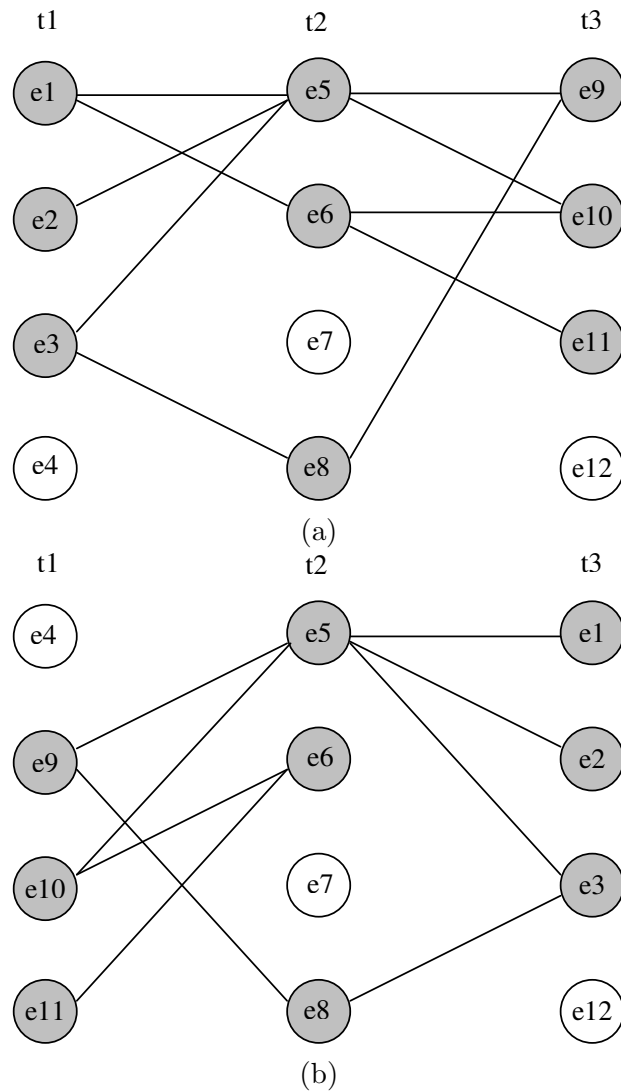 t1 t2 t3
e1 e5 e9
e2 e6 e10
e3 e7 e11
e4 e8 e12
(a)
t1 t2 t3
e4 e5 e1
e9 e6 e2
e10 e7 e3
e11 e8 e12
(b)